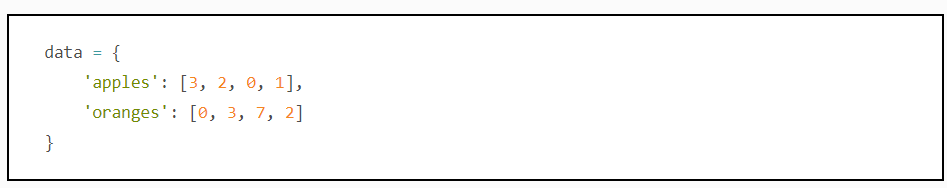 data = {
    'apples': [3, 2, 0, 1],
    'oranges': [0, 3, 7, 2]
}